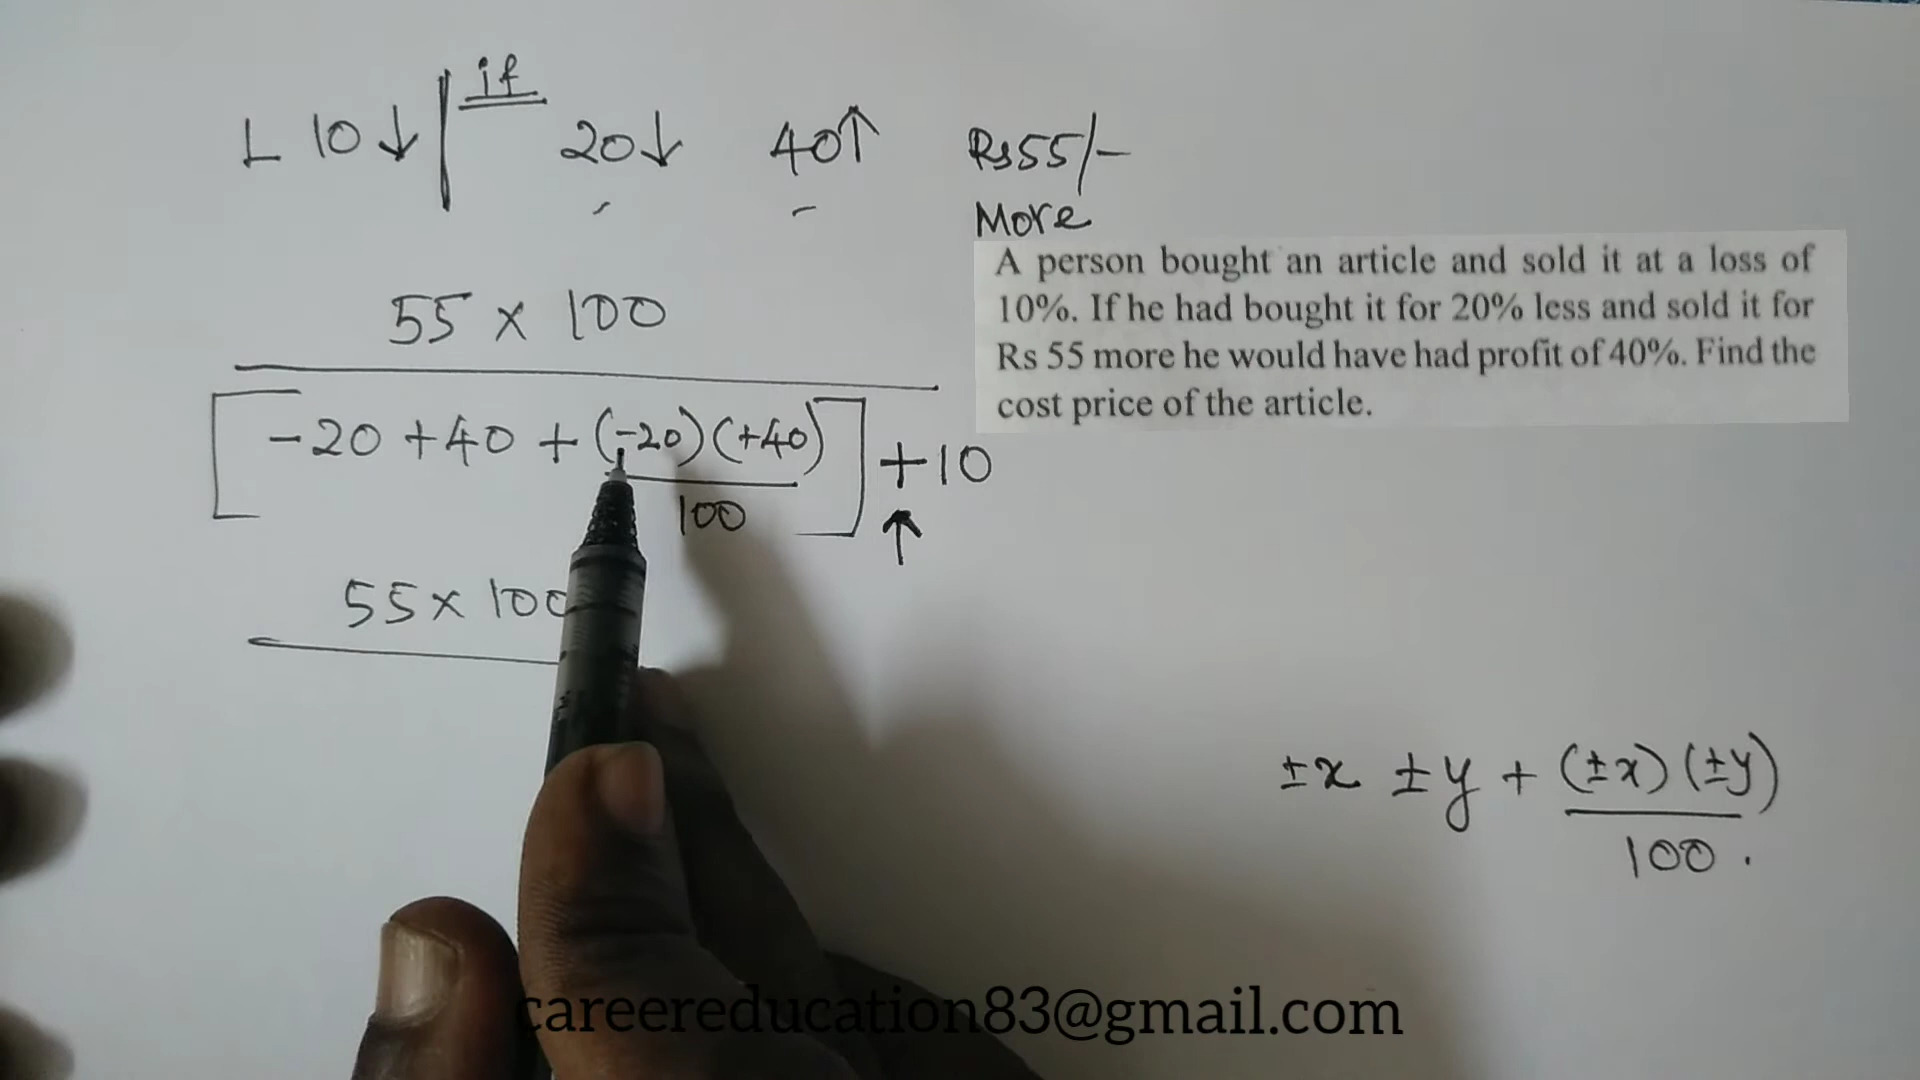 L 10↓ | if 20↓ 40↑ Rs55/-
More
A person bought an article and sold it at a loss of
10%. If he had bought it for 20% less and sold it for
Rs 55 more he would have had profit of 40%. Find the
cost price of the article.
55 × 100
[-20 +40 + (-20)(+40)] +10
100 ↑
55 × 100
±x ±y + (±x)(±y)
100.
careereducation83@gmail.com